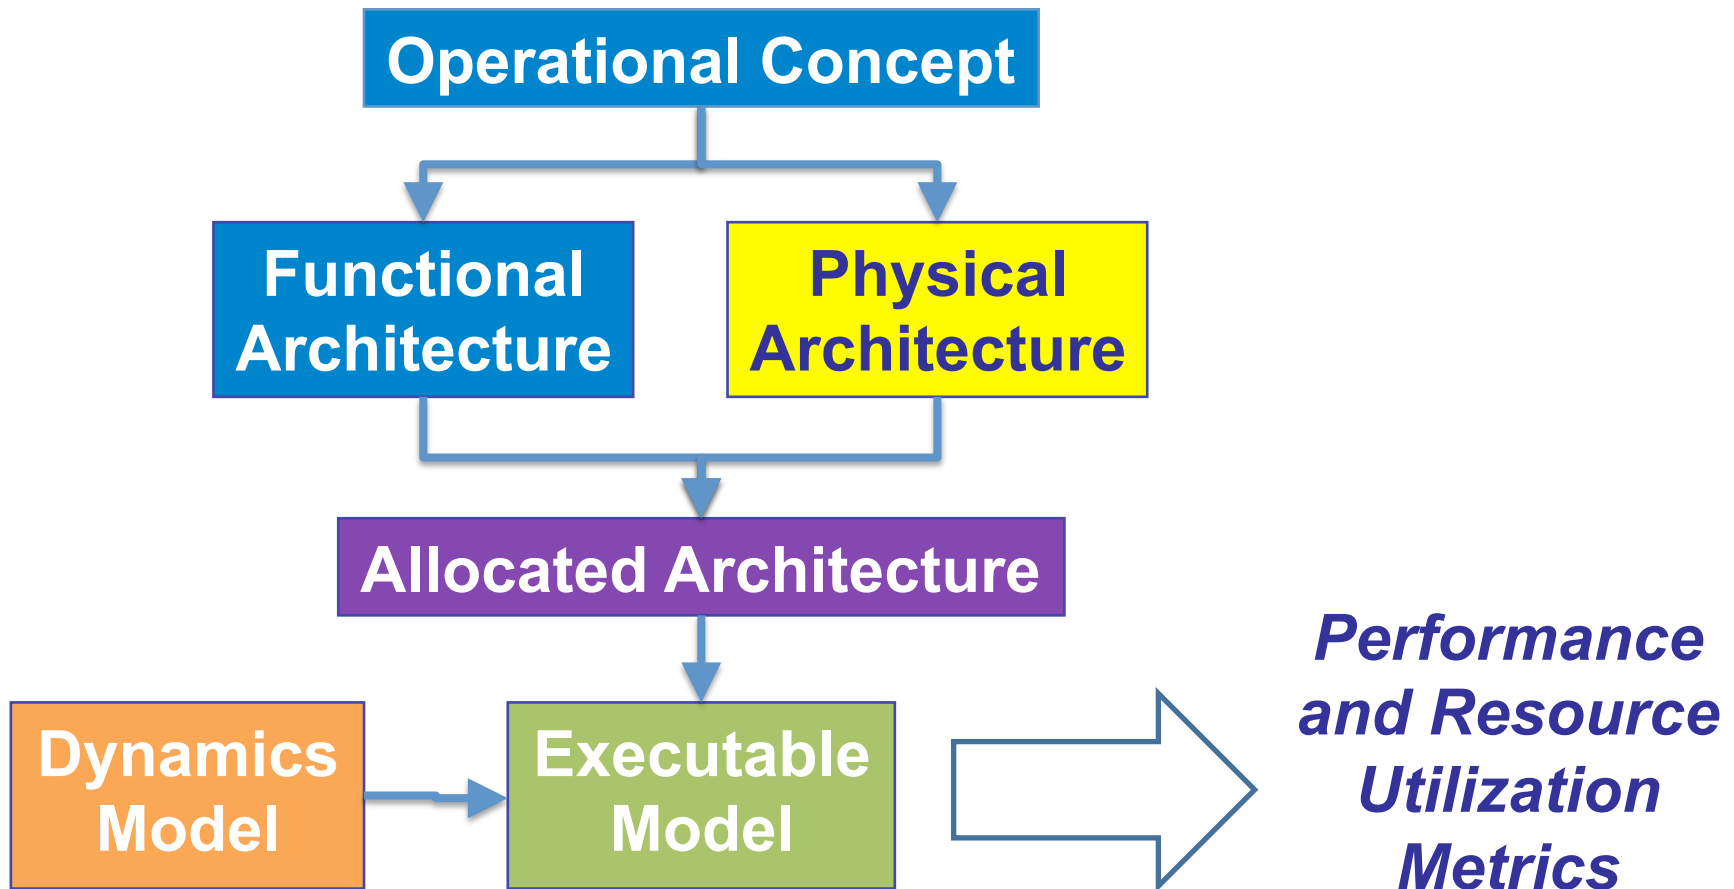 Operational Concept
Functional
Architecture
Physical
Architecture
Allocated Architecture
Dynamics
Model
Executable
Model
Performance
and Resource
Utilization
Metrics